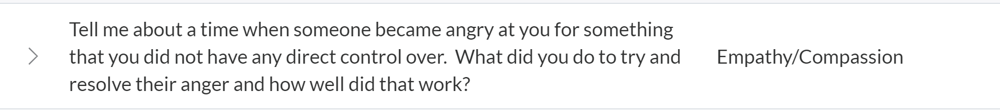 Tell me about a time when someone became angry at you for something
that you did not have any direct control over.  What did you do to try and
resolve their anger and how well did that work?
Empathy/Compassion